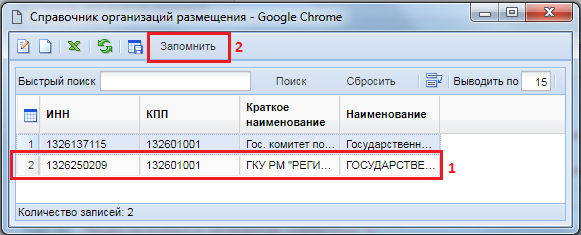 Справочник организаций размещения - Google Chrome
Запомнить 2
Быстрый поиск Поиск Сбросить Выводить по 15
ИНН КПП Краткое наименование Наименование
1 1326137115 132601001 Гос. комитет по... Государственн...
2 1326250209 132601001 ГКУ РМ "РЕГИ... ГОСУДАРСТВЕ... 1
Количество записей: 2